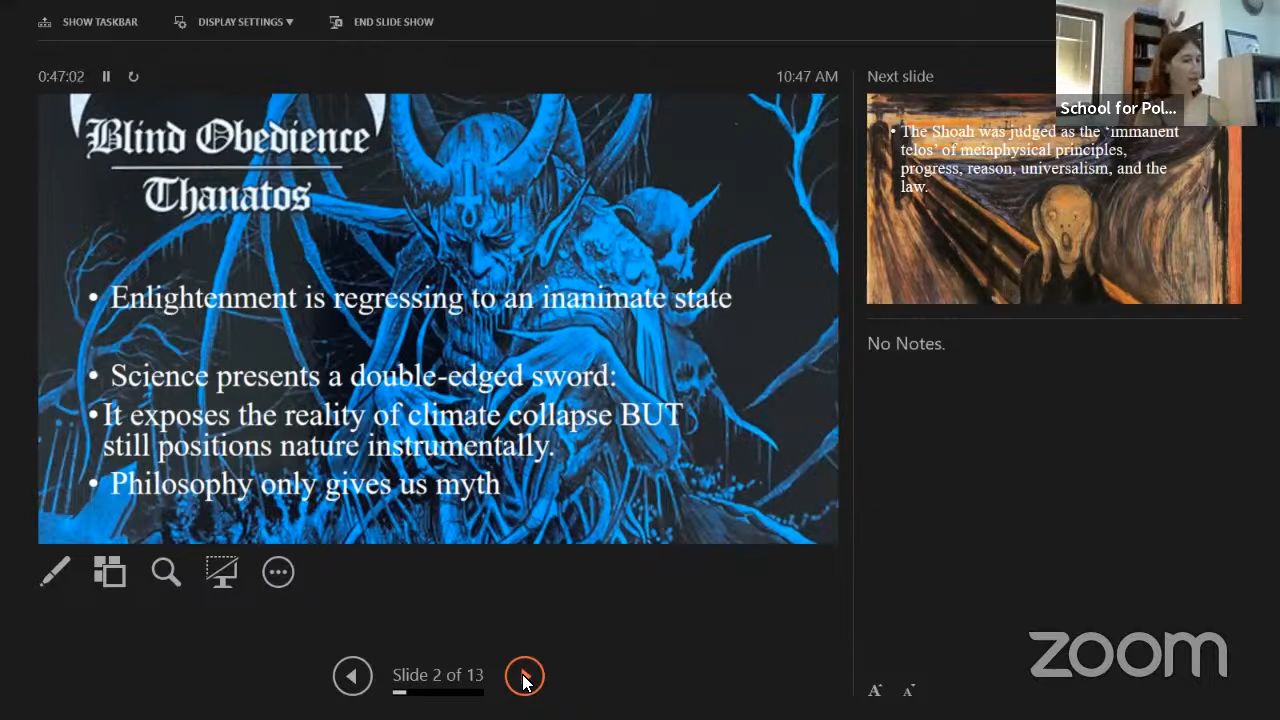 SHOW TASKBAR
DISPLAY SETTINGS ▼
END SLIDE SHOW
0:47:02
10:47 AM
Next slide
School for Pol...
Blind Obedience
Thanatos
• Enlightenment is regressing to an inanimate state
• Science presents a double-edged sword:
• It exposes the reality of climate collapse BUT
still positions nature instrumentally.
• Philosophy only gives us myth
• The Shoah was judged as the ‘immanent
telos’ of metaphysical principles,
progress, reason, universalism, and the
law.
No Notes.
Slide 2 of 13
A A
zoom